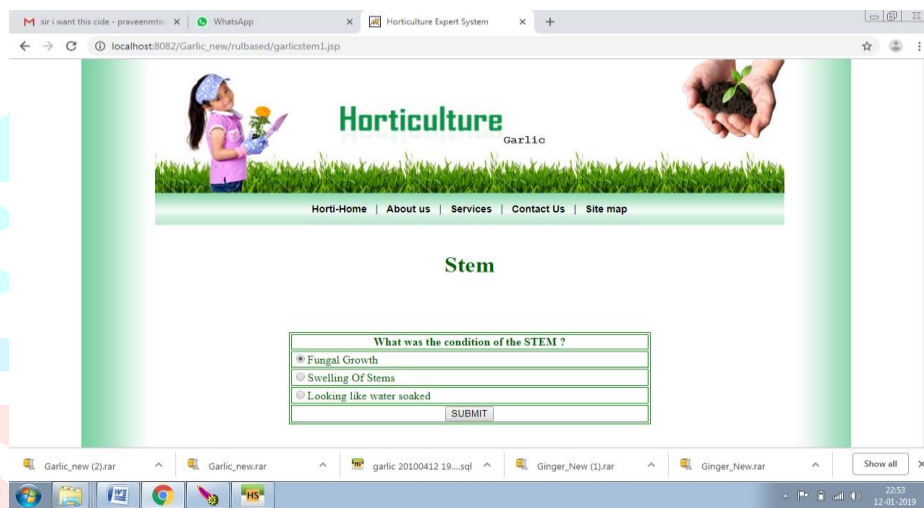 sir i want this cide - praveenmte
WhatsApp
Horticulture Expert System
localhost:8082/Garlic_new/rulbased/garlicstem1.jsp
Horticulture
Garlic
Horti-Home | About us | Services | Contact Us | Site map
Stem
What was the condition of the STEM ?
Fungal Growth
Swelling Of Stems
Looking like water soaked
SUBMIT
Garlic_new (2).rar
Garlic_new.rar
garlic 20100412 19....sql
Ginger_New (1).rar
Ginger_New.rar
Show all
HS
22:53
12-01-2019